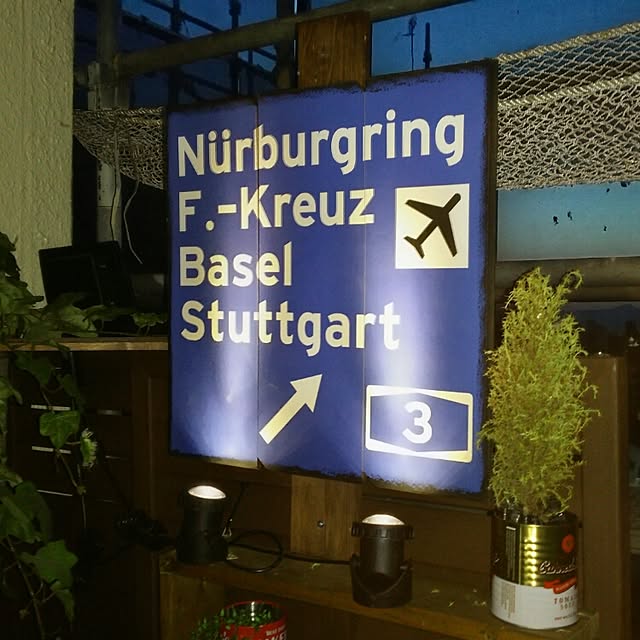 Nürburgring
F.-Kreuz
Basel
Stuttgart
3